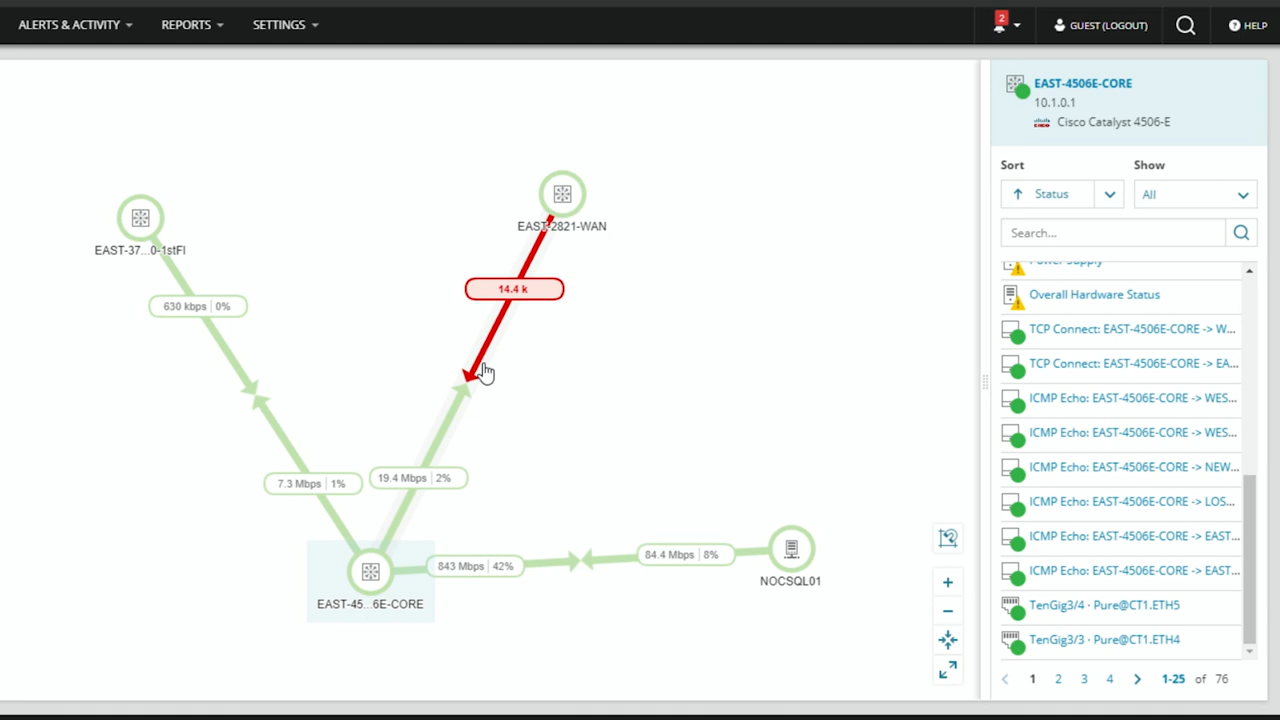 ALERTS & ACTIVITY
REPORTS
SETTINGS
2
GUEST (LOGOUT)
? HELP
EAST-37...0-1stFl
630 kbps | 0%
7.3 Mbps | 1%
EAST-2821-WAN
14.4 k
19.4 Mbps | 2%
EAST-45...6E-CORE
843 Mbps | 42%
84.4 Mbps | 8%
NOCSQL01
EAST-4506E-CORE
10.1.0.1
CISCO
Cisco Catalyst 4506-E
Sort
Show
Status
All
Search...
Power Supply
Overall Hardware Status
TCP Connect: EAST-4506E-CORE -> W...
TCP Connect: EAST-4506E-CORE -> EA...
ICMP Echo: EAST-4506E-CORE -> WES...
ICMP Echo: EAST-4506E-CORE -> WES...
ICMP Echo: EAST-4506E-CORE -> NEW...
ICMP Echo: EAST-4506E-CORE -> LOS...
ICMP Echo: EAST-4506E-CORE -> EAST...
ICMP Echo: EAST-4506E-CORE -> EAST...
TenGig3/4 · Pure@CT1.ETH5
TenGig3/3 · Pure@CT1.ETH4
1 2 3 4 1-25 of 76